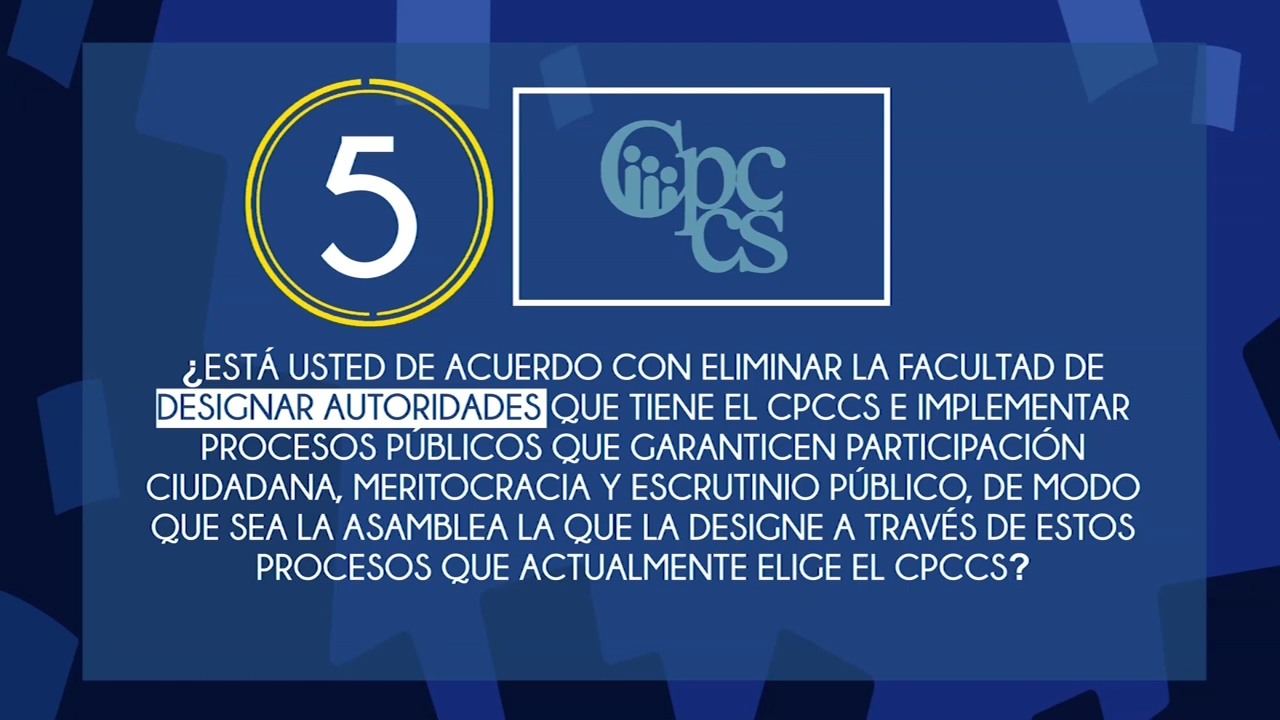 5
Cpc
cs
¿ESTÁ USTED DE ACUERDO CON ELIMINAR LA FACULTAD DE
DESIGNAR AUTORIDADES QUE TIENE EL CPCCS E IMPLEMENTAR
PROCESOS PÚBLICOS QUE GARANTICEN PARTICIPACIÓN
CIUDADANA, MERITOCRACIA Y ESCRUTINIO PÚBLICO, DE MODO
QUE SEA LA ASAMBLEA LA QUE LA DESIGNE A TRAVÉS DE ESTOS
PROCESOS QUE ACTUALMENTE ELIGE EL CPCCS?